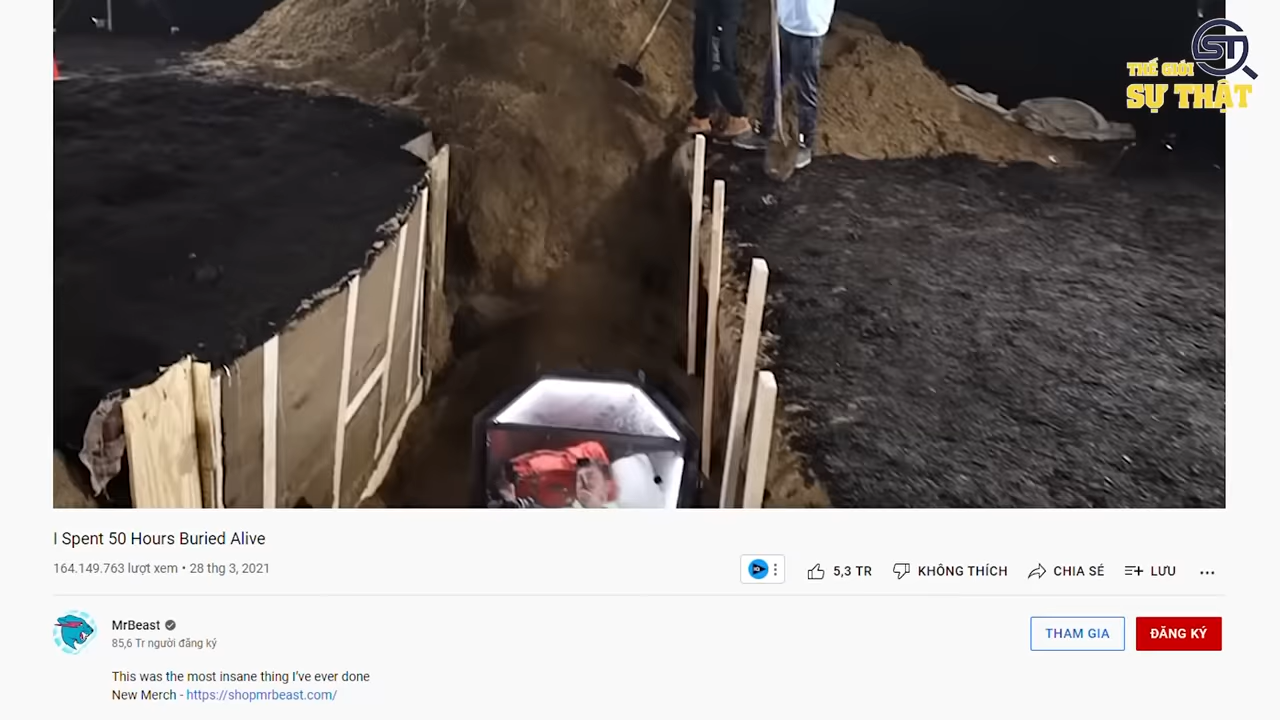 ST
THẾ GIỚI
SỰ THẬT
I Spent 50 Hours Buried Alive
164.149.763 lượt xem • 28 thg 3, 2021
5,3 TR
KHÔNG THÍCH
CHIA SẺ
LƯU
MrBeast
85,6 Tr người đăng ký
THAM GIA
ĐĂNG KÝ
This was the most insane thing I've ever done
New Merch - https://shopmrbeast.com/